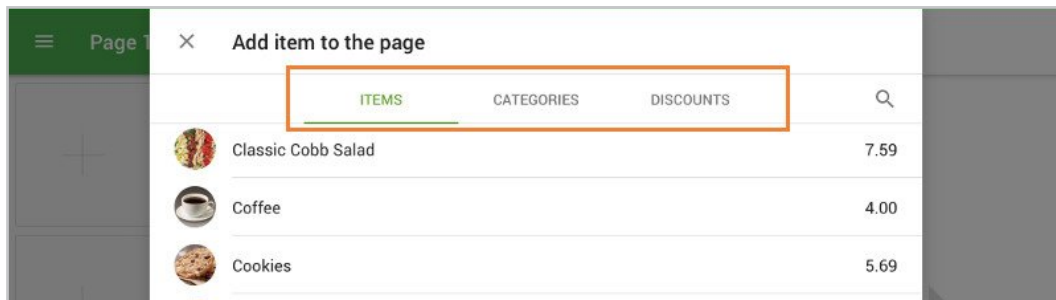 Page 1
Add item to the page
ITEMS CATEGORIES DISCOUNTS
Classic Cobb Salad 7.59
Coffee 4.00
Cookies 5.69